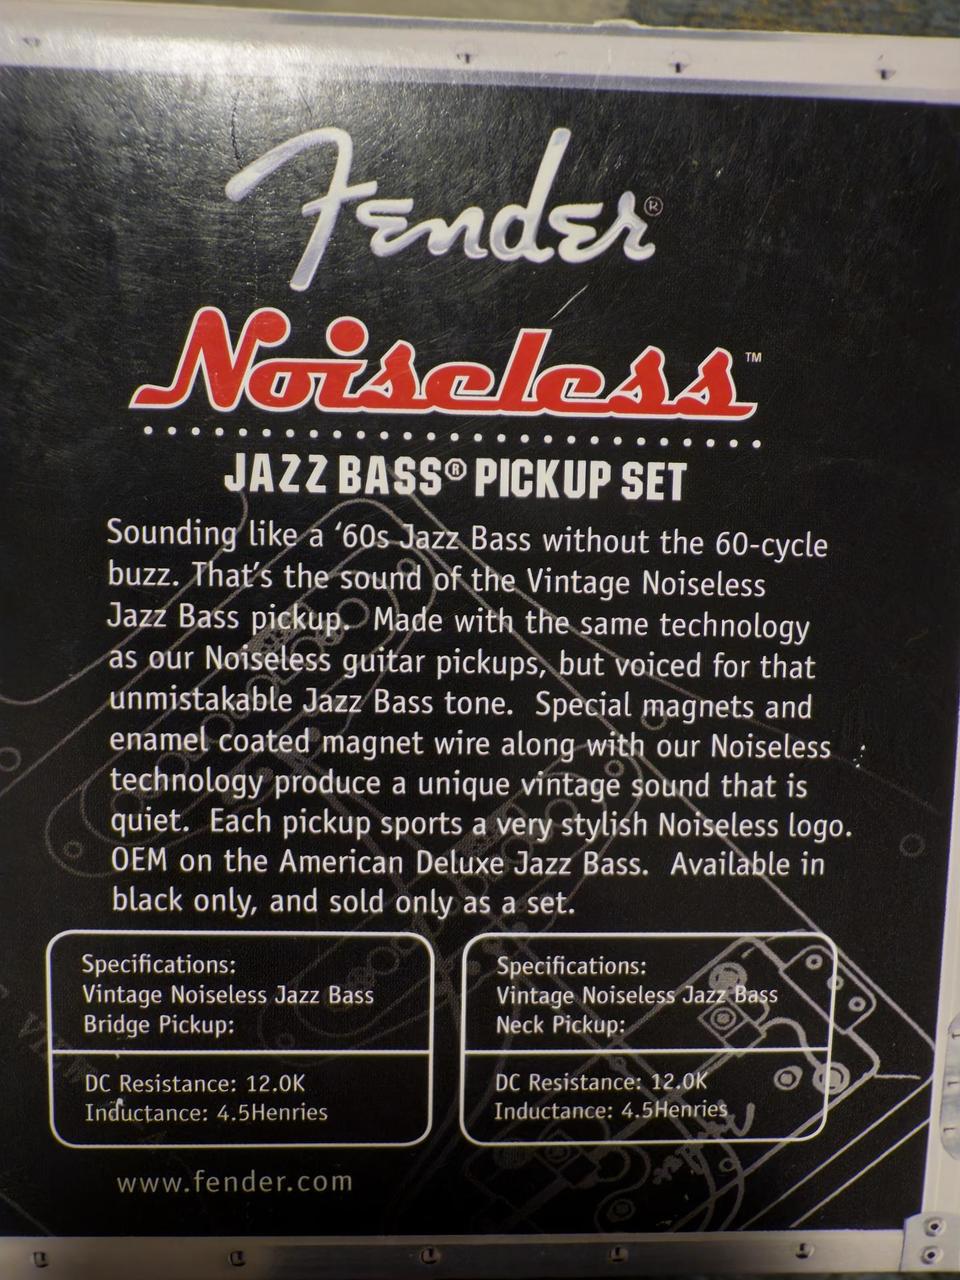 Fender®
Noiseless™
JAZZ BASS® PICKUP SET
Sounding like a ‘60s Jazz Bass without the 60-cycle
buzz. That’s the sound of the Vintage Noiseless
Jazz Bass pickup. Made with the same technology
as our Noiseless guitar pickups, but voiced for that
unmistakable Jazz Bass tone. Special magnets and
enamel coated magnet wire along with our Noiseless
technology produce a unique vintage sound that is
quiet. Each pickup sports a very stylish Noiseless logo.
OEM on the American Deluxe Jazz Bass. Available in
black only, and sold only as a set.
Specifications:
Vintage Noiseless Jazz Bass
Bridge Pickup:
DC Resistance: 12.0K
Inductance: 4.5Henries
Specifications:
Vintage Noiseless Jazz Bass
Neck Pickup:
DC Resistance: 12.0K
Inductance: 4.5Henries
www.fender.com